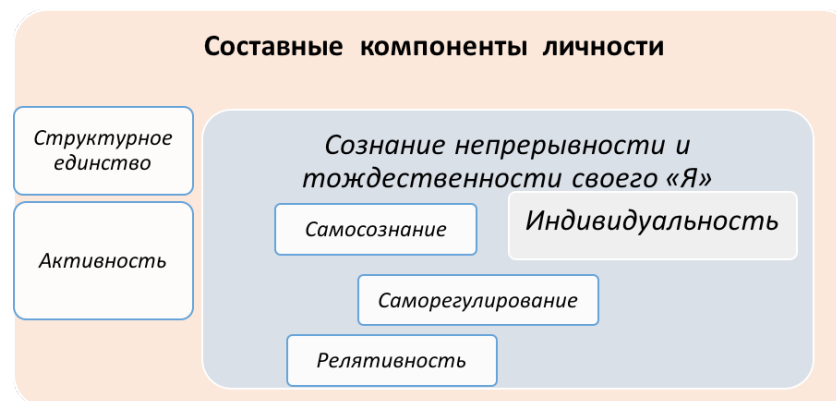 Составные компоненты личности
Структурное
единство
Активность
Сознание непрерывности и
тождественности своего «Я»
Самосознание
Индивидуальность
Саморегулирование
Релятивность